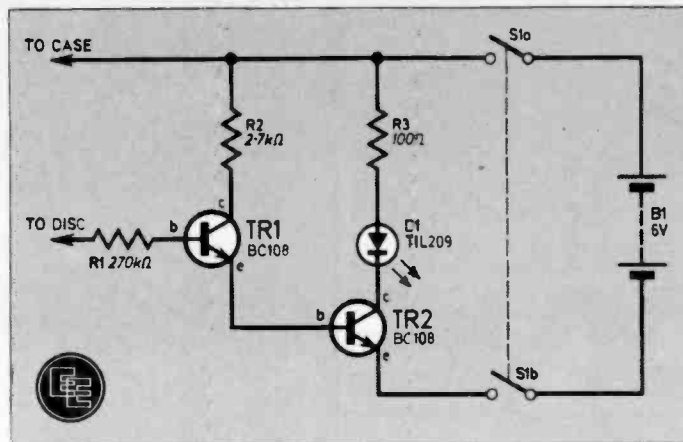 TO CASE
S1a
R2
2·7kΩ
R3
100Ω
c
TO DISC
b
TR1
BC108
R1 270kΩ
e
D1
TIL209
B1
6V
c
b
TR2
BC108
e
S1b
EE